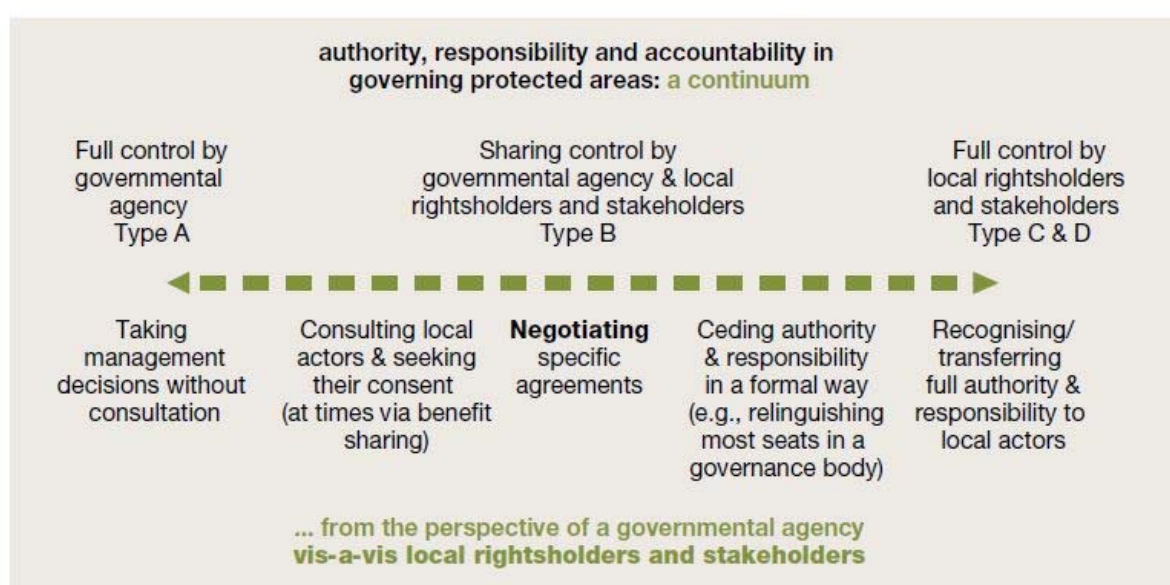 authority, responsibility and accountability in
governing protected areas: a continuum
Full control by
governmental
agency
Type A
Sharing control by
governmental agency & local
rightsholders and stakeholders
Type B
Full control by
local rightsholders
and stakeholders
Type C & D
Taking
management
decisions without
consultation
Consulting local
actors & seeking
their consent
(at times via benefit
sharing)
Negotiating
specific
agreements
Ceding authority
& responsibility
in a formal way
(e.g., relinguishing
most seats in a
governance body)
Recognising/
transferring
full authority &
responsibility to
local actors
... from the perspective of a governmental agency
vis-a-vis local rightsholders and stakeholders